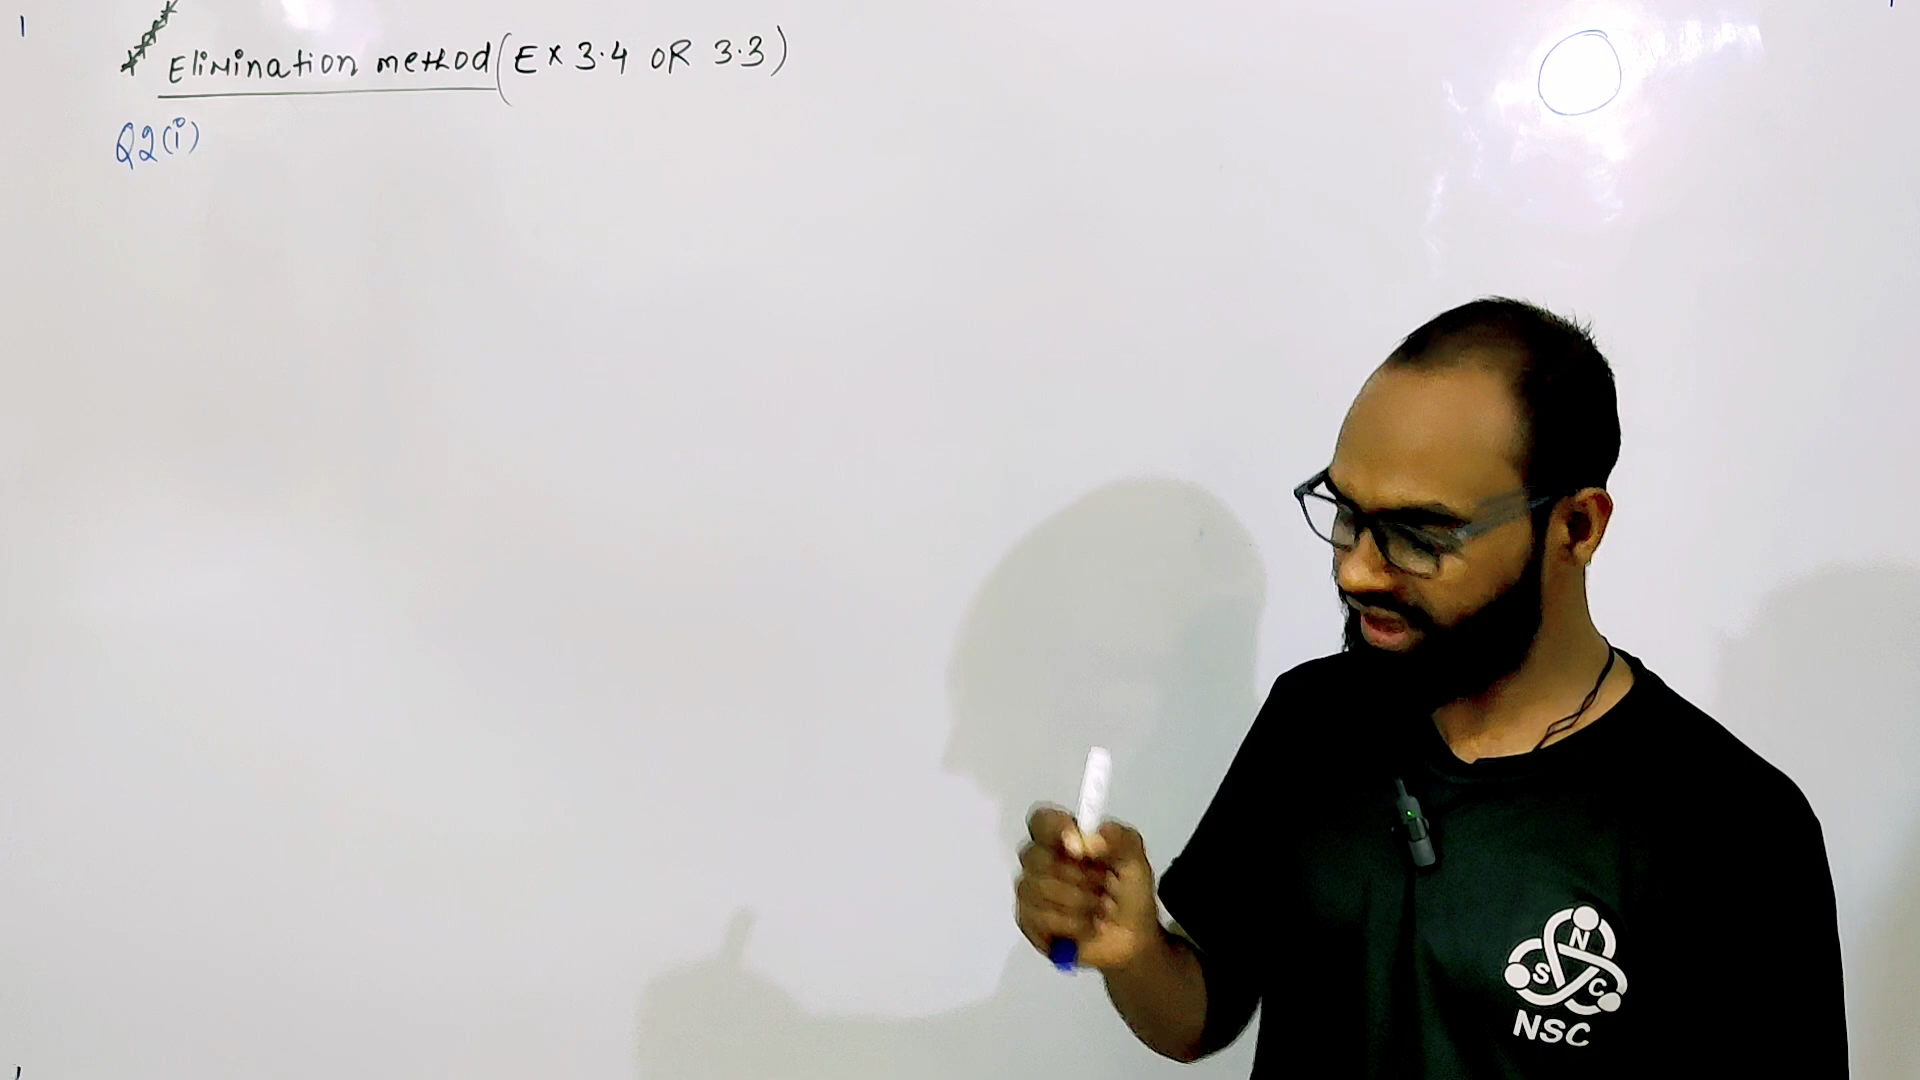 Elimination method (Ex 3.4 OR 3.3)
Q2(i)
N
S C
NSC